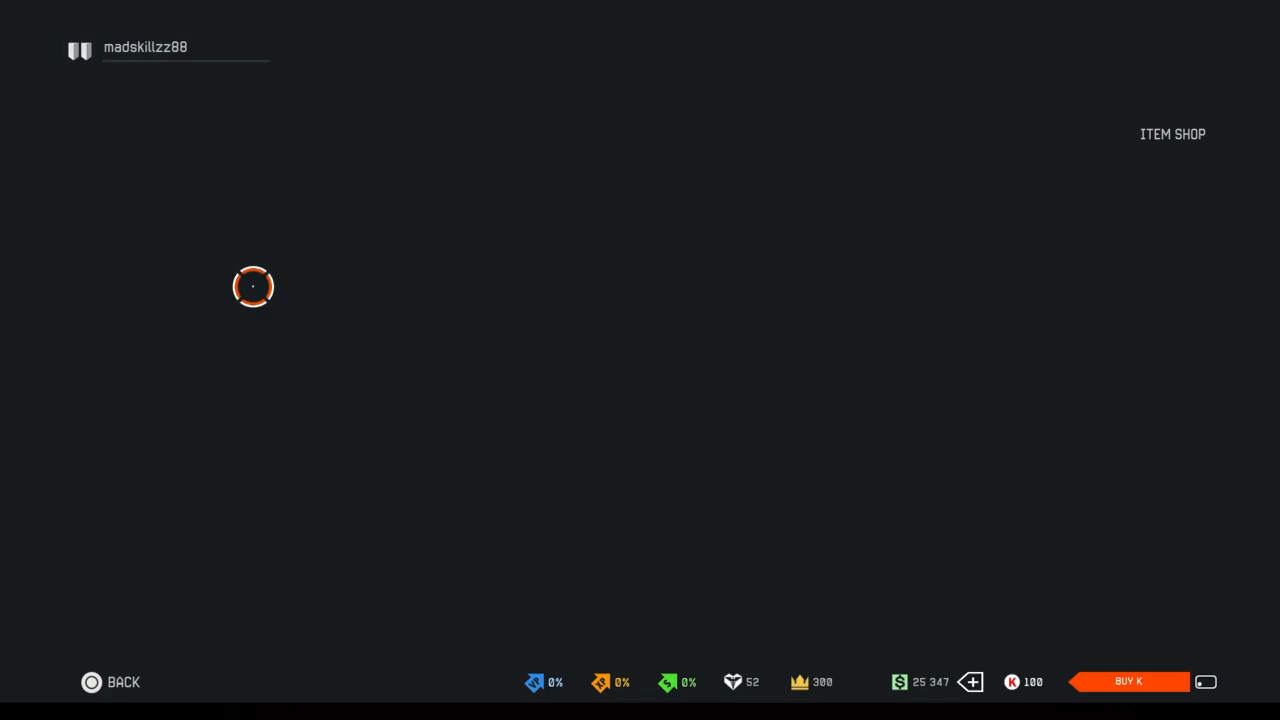 madskillzz88
ITEM SHOP
BACK
0%
0%
0%
52
300
$ 25 347
K 100
BUY K